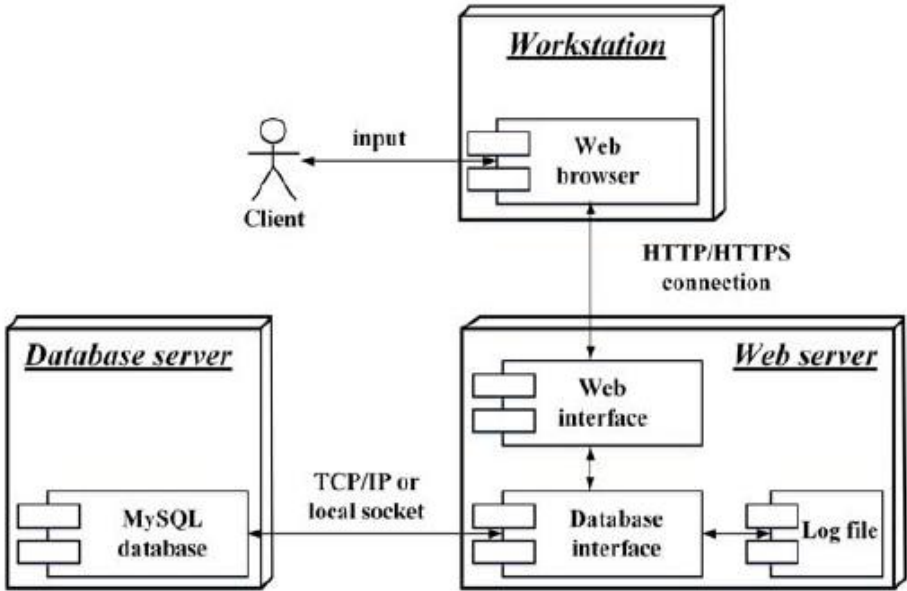 Workstation
input
Web
browser
Client
HTTP/HTTPS
connection
Database server
Web server
Web
interface
TCP/IP or
local socket
MySQL
database
Database
interface
Log file